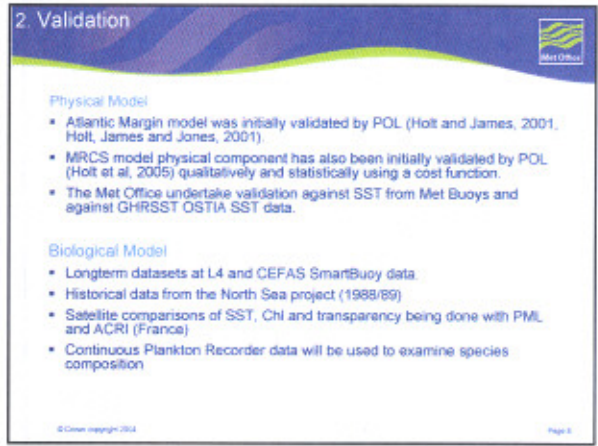 2. Validation
Met Office
Physical Model
▪ Atlantic Margin model was initially validated by POL (Holt and James, 2001,
Holt, James and Jones, 2001).
▪ MRCS model physical component has also been initially validated by POL
(Holt et al, 2005) qualitatively and statistically using a cost function.
▪ The Met Office undertake validation against SST from Met Buoys and
against GHRSST OSTIA SST data.
Biological Model
▪ Longterm datasets at L4 and CEFAS SmartBuoy data.
▪ Historical data from the North Sea project (1988/89)
▪ Satellite comparisons of SST, Chl and transparency being done with PML
and ACRI (France)
▪ Continuous Plankton Recorder data will be used to examine species
composition
© Crown copyright 2004
Page